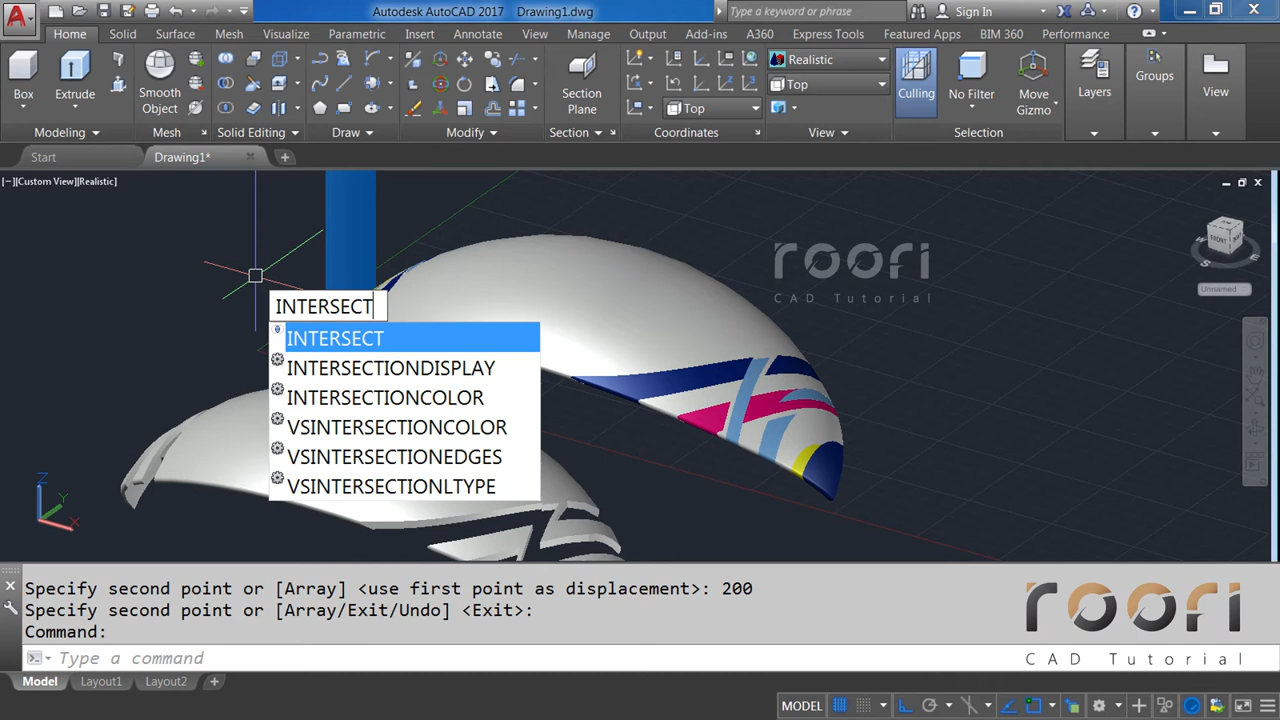 Autodesk AutoCAD 2017 Drawing1.dwg
Type a keyword or phrase
Sign In
Home Solid Surface Mesh Visualize Parametric Insert Annotate View Manage Output Add-ins A360 Express Tools Featured Apps BIM 360 Performance
Box
Extrude
Smooth
Object
Section
Plane
Top
Realistic
Top
Culling
No Filter
Move
Gizmo
Layers
Groups
View
Modeling Mesh Solid Editing Draw Modify Section Coordinates View Selection
Start Drawing1*
[−][Custom View][Realistic]
roori
CAD Tutorial
FRONT
E
Unnamed
INTERSECT
INTERSECT
INTERSECTIONDISPLAY
INTERSECTIONCOLOR
VSINTERSECTIONCOLOR
VSINTERSECTIONEDGES
VSINTERSECTIONLTYPE
Z
Y
X
Specify second point or [Array] <use first point as displacement>: 200
Specify second point or [Array/Exit/Undo] <Exit>:
Command:
Type a command
roori
CAD Tutorial
Model Layout1 Layout2
MODEL